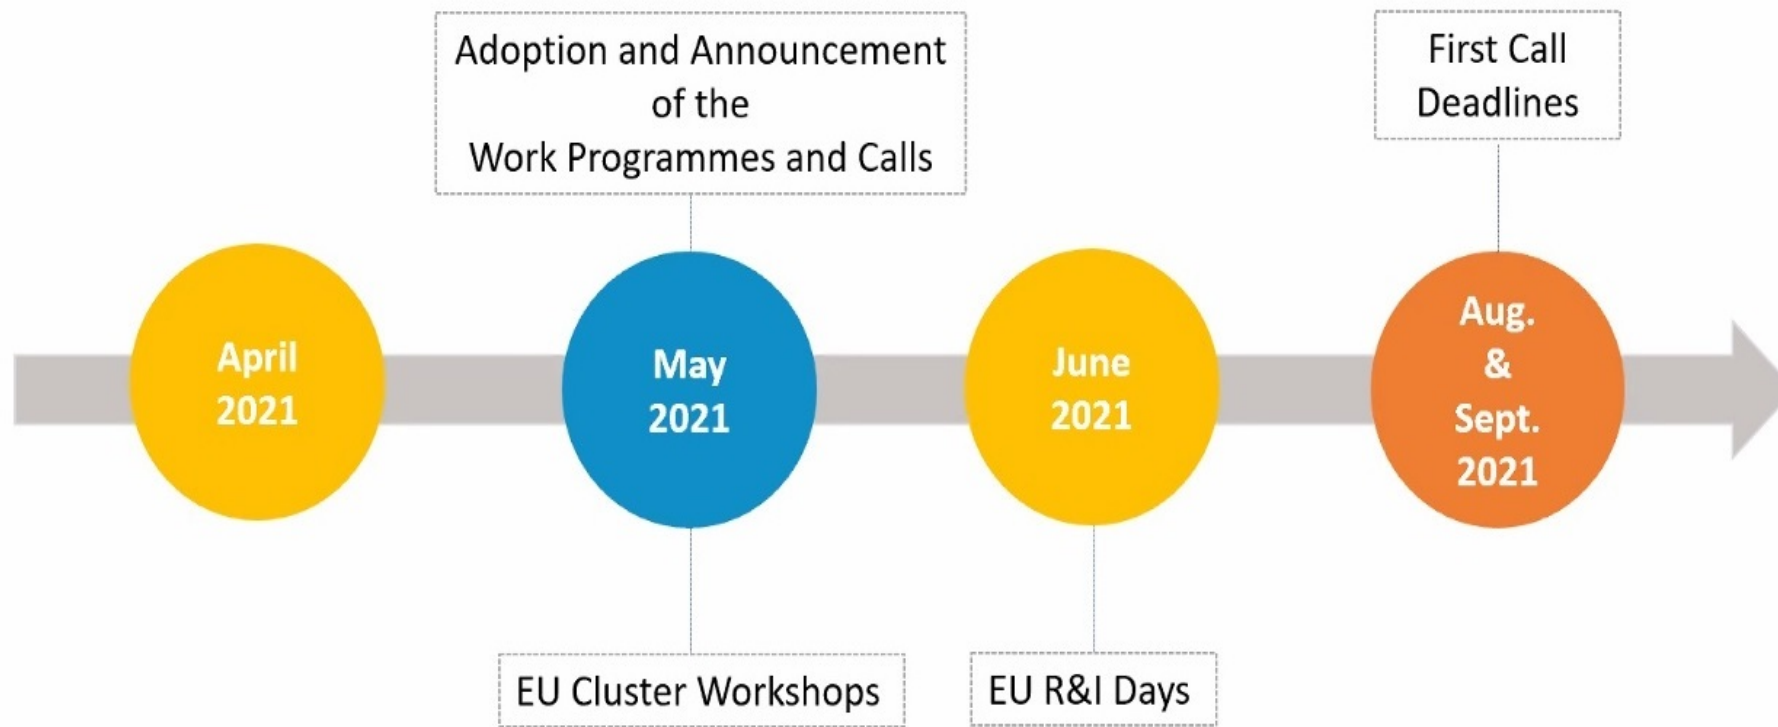 Adoption and Announcement
of the
Work Programmes and Calls
First Call
Deadlines
April
2021
May
2021
June
2021
Aug.
&
Sept.
2021
EU Cluster Workshops
EU R&I Days